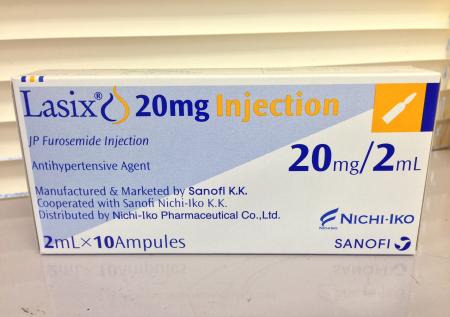 Lasix® 20mg Injection
JP Furosemide Injection
Antihypertensive Agent
20mg/2mL
Manufactured & Marketed by Sanofi K.K.
Cooperated with Sanofi Nichi-Iko K.K.
Distributed by Nichi-Iko Pharmaceutical Co.,Ltd.
NICHI-IKO
2mL×10Ampules
SANOFI